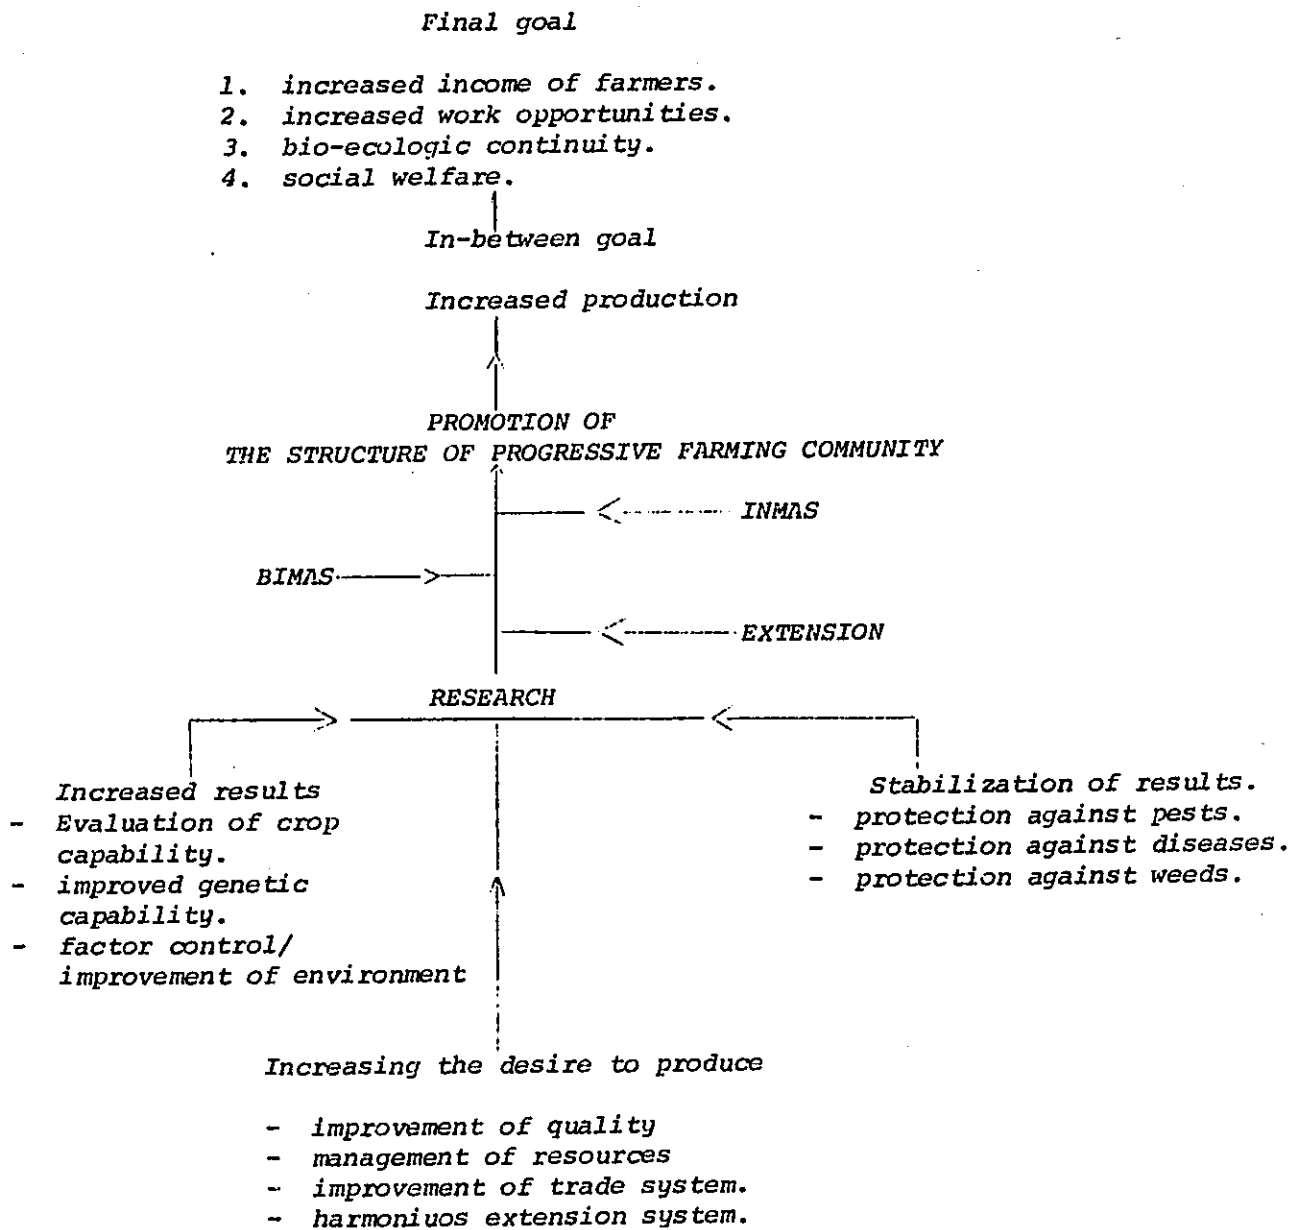 Final goal
1. increased income of farmers.
2. increased work opportunities.
3. bio-ecologic continuity.
4. social welfare.
In-between goal
Increased production
PROMOTION OF
THE STRUCTURE OF PROGRESSIVE FARMING COMMUNITY
INMAS
BIMAS
EXTENSION
RESEARCH
Increased results
- Evaluation of crop
capability.
- improved genetic
capability.
- factor control/
improvement of environment
Stabilization of results.
- protection against pests.
- protection against diseases.
- protection against weeds.
Increasing the desire to produce
- improvement of quality
- management of resources
- improvement of trade system.
- harmoniuos extension system.